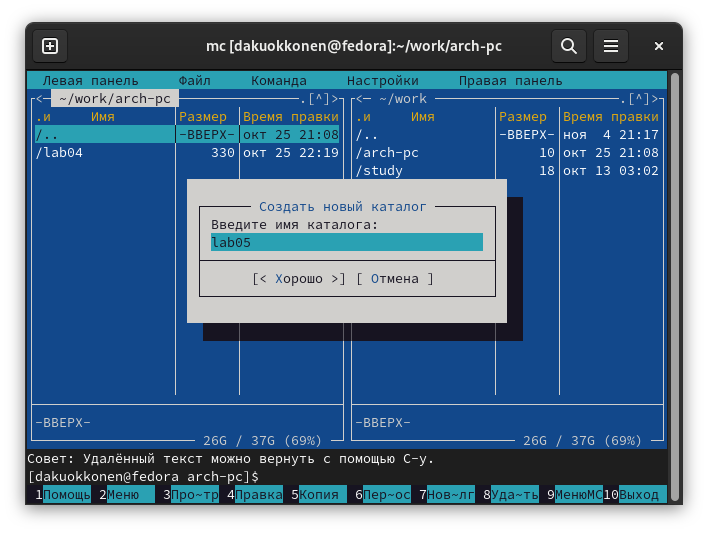 mc [dakuokkonen@fedora]:~/work/arch-pc
Левая панель Файл Команда Настройки Правая панель
<─ ~/work/arch-pc ─.[^]> <─ ~/work ─.[^]>
.и Имя Размер Время правки .и Имя Размер Время правки
/.. -ВВЕРХ- окт 25 21:08 /.. -ВВЕРХ- ноя 4 21:17
/lab04 330 окт 25 22:19 /arch-pc 10 окт 25 21:08
/study 18 окт 13 03:02
Создать новый каталог
Введите имя каталога:
lab05
[< Хорошо >] [ Отмена ]
-ВВЕРХ- -ВВЕРХ-
26G / 37G (69%) 26G / 37G (69%)
Совет: Удалённый текст можно вернуть с помощью C-y.
[dakuokkonen@fedora arch-pc]$
1Помощь 2Меню 3Про~тр 4Правка 5Копия 6Пер~ос 7Нов~лг 8Уда~ть 9МенюМС 10Выход